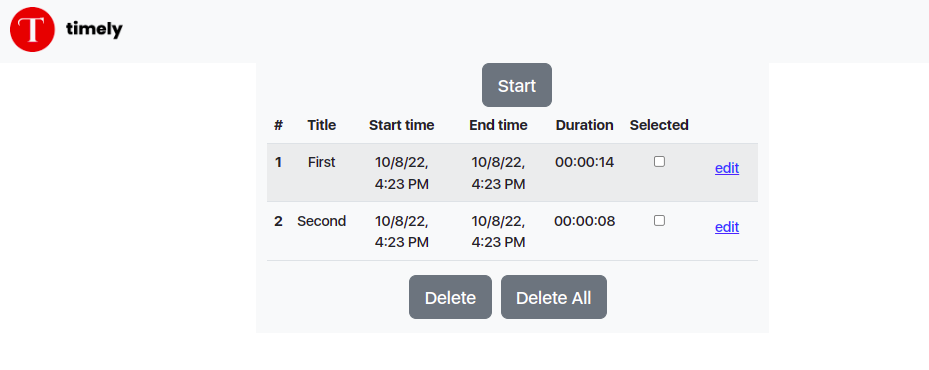 T timely
Start
# Title Start time End time Duration Selected
1 First 10/8/22, 10/8/22, 00:00:14 edit
4:23 PM 4:23 PM
2 Second 10/8/22, 10/8/22, 00:00:08 edit
4:23 PM 4:23 PM
Delete Delete All